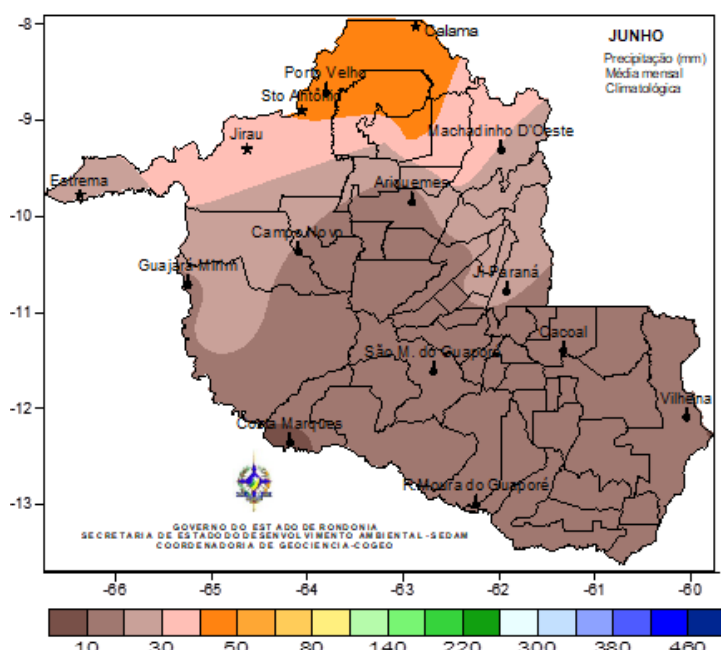 JUNHO
Precipitação (mm)
Média mensal
Climatológica
-8
-9
-10
-11
-12
-13
Calama
Porto Velho
Sto Antônio
Jirau
Machadinho D'Oeste
Estrema
Ariquemes
Campo Novo
Guajará-Mirim
Ji-Paraná
Cacoal
São M. do Guaporé
Vilhena
Costa Marques
R.Moura do Guaporé
GOVERNO DO ESTADO DE RONDONIA
SECRETARIA DE ESTADO DO DESENVOLVIMENTO AMBIENTAL -SEDAM
COORDENADORIA DE GEOCIENCIA-COGEO
-66 -65 -64 -63 -62 -61 -60
10 30 50 80 140 220 300 380 460